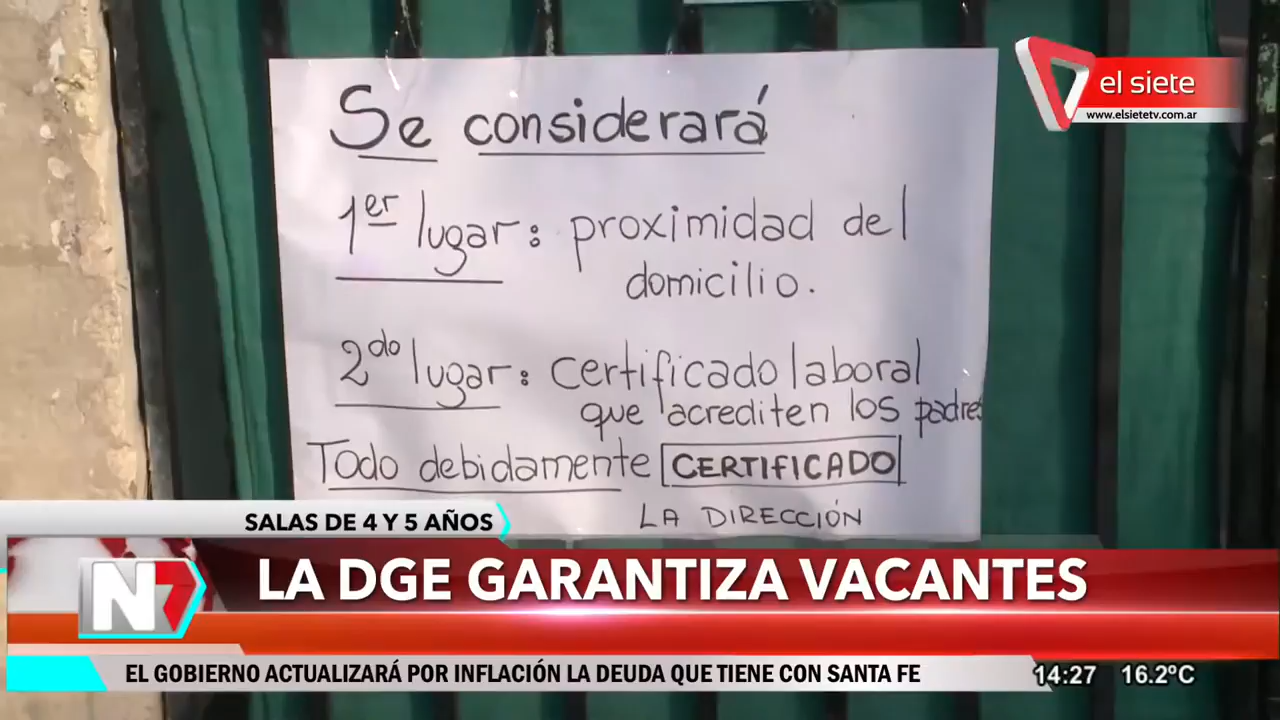 Se considerará
1er lugar: proximidad del
domicilio.
2do lugar: certificado laboral
que acrediten los padres
Todo debidamente CERTIFICADO
LA DIRECCIÓN
el siete
www.elsietetv.com.ar
SALAS DE 4 Y 5 AÑOS
N7
LA DGE GARANTIZA VACANTES
EL GOBIERNO ACTUALIZARÁ POR INFLACIÓN LA DEUDA QUE TIENE CON SANTA FE
14:27 16.2°C